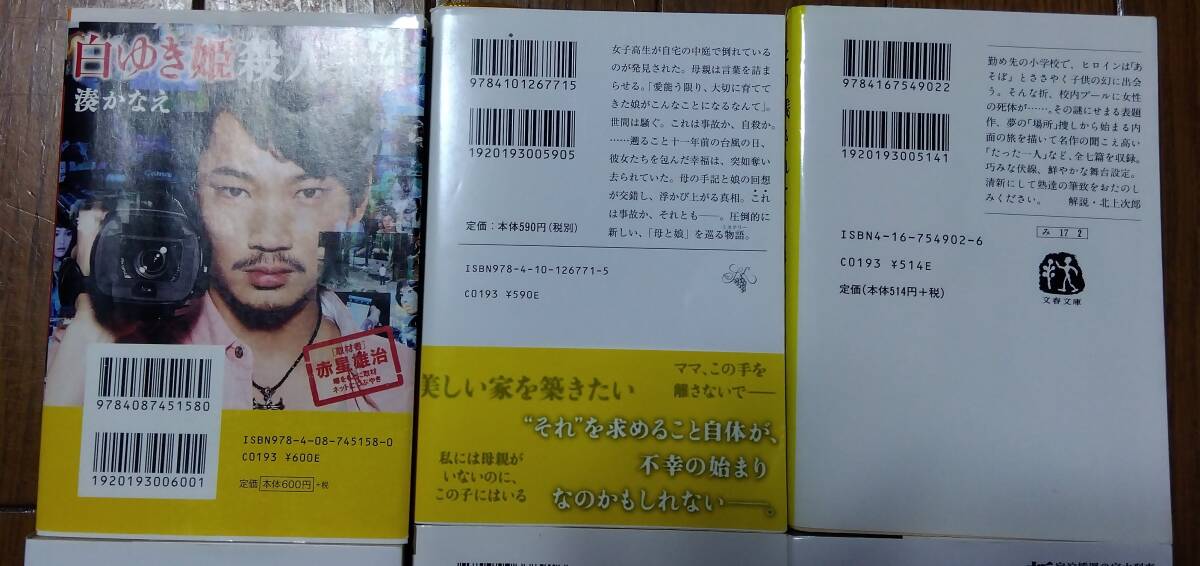 白ゆき姫殺人事件
湊かなえ
[取材者]
赤星雄治
9784087451580
1920193006001
ISBN978-4-08-745158-0
C0193 ¥600E
定価 本体600円 +税
9784101267715
1920193005905
定価:本体590円(税別)
ISBN978-4-10-126771-5
C0193 ¥590E
女子高生が自宅の中庭で倒れている
のが発見された。母親は言葉を詰ま
らせる。「愛能う限り、大切に育てて
きた娘がこんなことになるなんて」。
世間は騒ぐ。これは事故か、自殺か。
……遡ること十一年前の台風の日、
彼女たちを包んだ幸福は、突如奪い
去られていた。母の手記と娘の回想
が交錯し、浮かび上がる真相。これ
は事故か、それとも――。圧倒的に
新しい、「母と娘」を巡る物語。
ミステリー
美しい家を築きたい
ママ、この手を
離さないで――
“それ”を求めること自体が、
不幸の始まり
なのかもしれない――。
私には母親が
いないのに、
この子にはいる
9784167549022
1920193005141
ISBN4-16-754902-6
C0193 ¥514E
定価(本体514円+税)
勤め先の小学校で、ヒロインは「あ
そぼ」とささやく子供の幻に出会
う。そんな折、校内プールに女性
の死体が……。その謎にせまる表題
作、夢の「場所」捜しから始まる内
面の旅を描いて名作の聞こえ高い
「たった一人」など、全七篇を収録。
巧みな伏線、鮮やかな舞台設定。
清新にして熟達の筆致をおたのし
みください。 解説・北上次郎
み 17 2
文春文庫